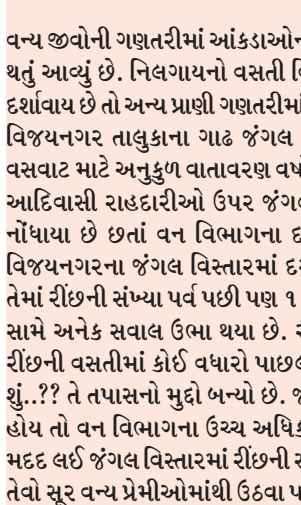 વન્ય જીવોની ગણતરીમાં આંકડાઓન
થતું આવ્યું છે. નિલગાયનો વસતી
દર્શાવાય છે તો અન્ય પ્રાણી ગણતરીમાં
વિજયનગર તાલુકાના ગાઢ જંગલ
વસવાટ માટે અનુકુળ વાતાવરણ વર્ષ
આદિવાસી રાહદારીઓ ઉપર જંગ
નોંધાયા છે છતાં વન વિભાગના
વિજયનગરના જંગલ વિસ્તારમાં
તેમાં રીંછની સંખ્યા પર્વ પછી પણ ૧
સામે અનેક સવાલ ઉભા થયા છે.
રીંછની વસતીમાં કોઈ વધારો પાછલ
શું..?? તે તપાસનો મુદ્દો બન્યો છે.
હોય તો વન વિભાગના ઉચ્ચ અધિક
મદદ લઈ જંગલ વિસ્તારમાં રીંછની
તેવો સૂર વન્ય પ્રેમીઓમાંથી ઉઠવા